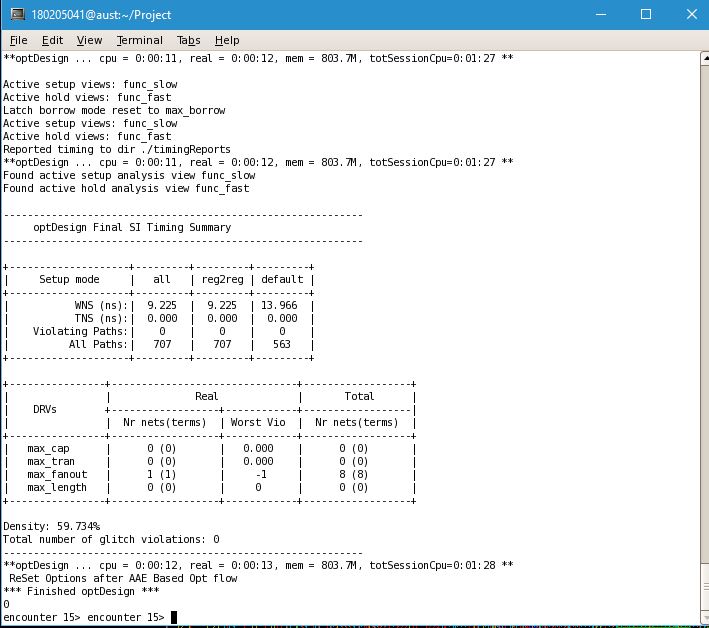 180205041@aust:~/Project
File Edit View Terminal Tabs Help
**optDesign ... cpu = 0:00:11, real = 0:00:12, mem = 803.7M, totSessionCpu=0:01:27 **
Active setup views: func_slow
Active hold views: func_fast
Latch borrow mode reset to max_borrow
Active setup views: func_slow
Active hold views: func_fast
Reported timing to dir ./timingReports
**optDesign ... cpu = 0:00:11, real = 0:00:12, mem = 803.7M, totSessionCpu=0:01:27 **
Found active setup analysis view func_slow
Found active hold analysis view func_fast
------------------------------------------------------------
optDesign Final SI Timing Summary
------------------------------------------------------------
+--------------------+---------+---------+---------+
|     Setup mode     |   all   | reg2reg | default |
+--------------------+---------+---------+---------+
|           WNS (ns):|  9.225  |  9.225  | 13.966  |
|           TNS (ns):|  0.000  |  0.000  |  0.000  |
|    Violating Paths:|    0    |    0    |    0    |
|          All Paths:|   707   |   707   |   563   |
+--------------------+---------+---------+---------+
+----------------+-------------------------------+------------------+
|                |              Real             |       Total      |
|    DRVs        +------------------+------------+------------------|
|                |  Nr nets(terms)  | Worst Vio  |  Nr nets(terms)  |
+----------------+------------------+------------+------------------+
|   max_cap      |      0 (0)       |   0.000    |      0 (0)       |
|   max_tran     |      0 (0)       |   0.000    |      0 (0)       |
|   max_fanout   |      1 (1)       |     -1     |      8 (8)       |
|   max_length   |      0 (0)       |     0      |      0 (0)       |
+----------------+------------------+------------+------------------+
Density: 59.734%
Total number of glitch violations: 0
------------------------------------------------------------
**optDesign ... cpu = 0:00:12, real = 0:00:13, mem = 803.7M, totSessionCpu=0:01:28 **
ReSet Options after AAE Based Opt flow
*** Finished optDesign ***
0
encounter 15> encounter 15>